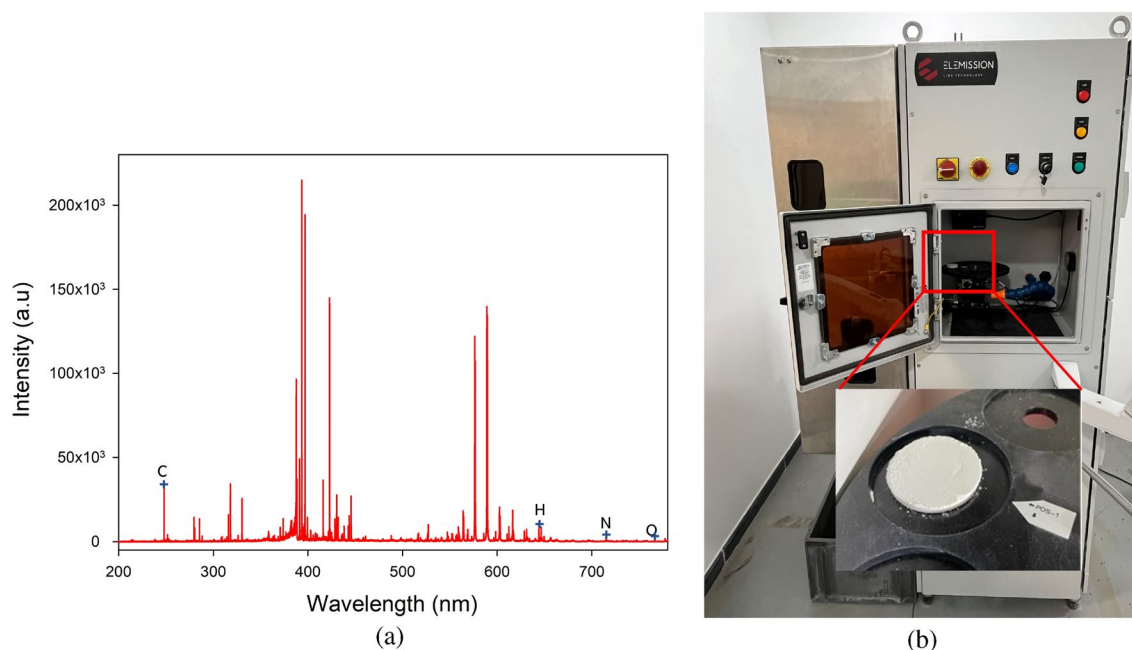 200x10³
150x10³
100x10³
50x10³
0
Intensity (a.u)
C
H
N
O
200
300
400
500
600
700
Wavelength (nm)
(a)
ELEMISSION
LIBS TECHNOLOGY
POS-1
(b)